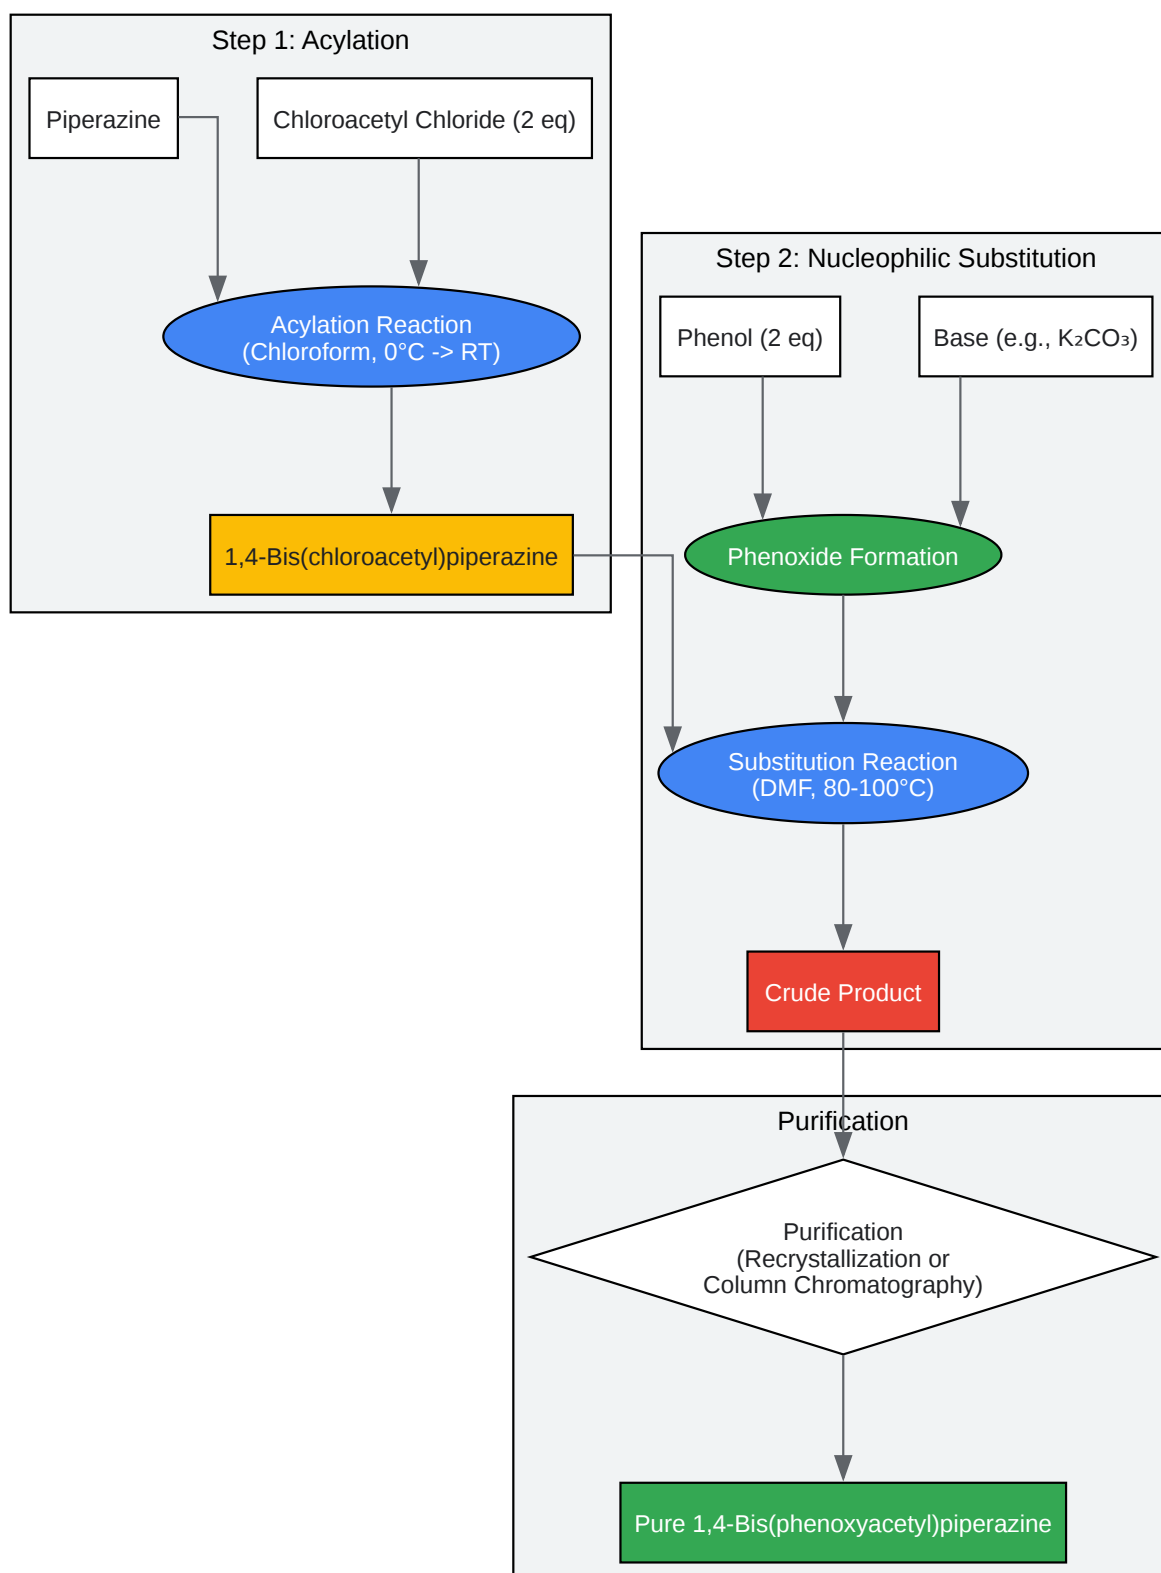 Step 1: Acylation
Piperazine
Chloroacetyl Chloride (2 eq)
Acylation Reaction
(Chloroform, 0°C -> RT)
1,4-Bis(chloroacetyl)piperazine
Step 2: Nucleophilic Substitution
Phenol (2 eq)
Base (e.g., K₂CO₃)
Phenoxide Formation
Substitution Reaction
(DMF, 80-100°C)
Crude Product
Purification
Purification
(Recrystallization or
Column Chromatography)
Pure 1,4-Bis(phenoxyacetyl)piperazine